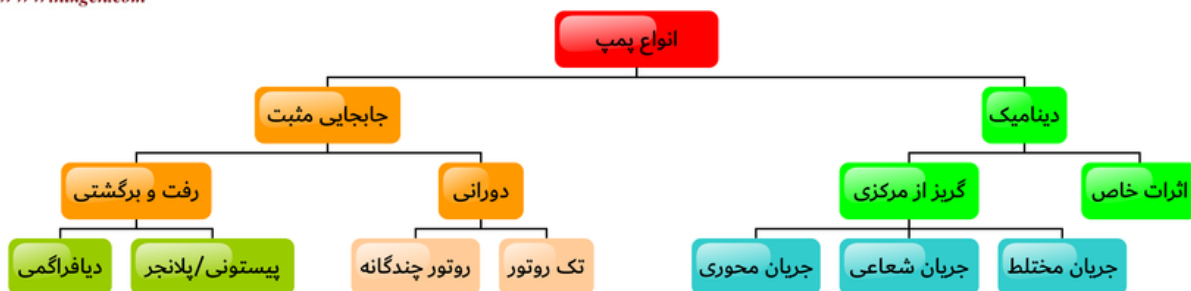 انواع پمپ
دینامیک
جابجایی مثبت
اثرات خاص
گریز از مرکزی
دورانی
رفت و برگشتی
جریان مختلط
جریان شعاعی
جریان محوری
تک روتور
روتور چندگانه
پیستونی/پلانجر
دیافراگمی